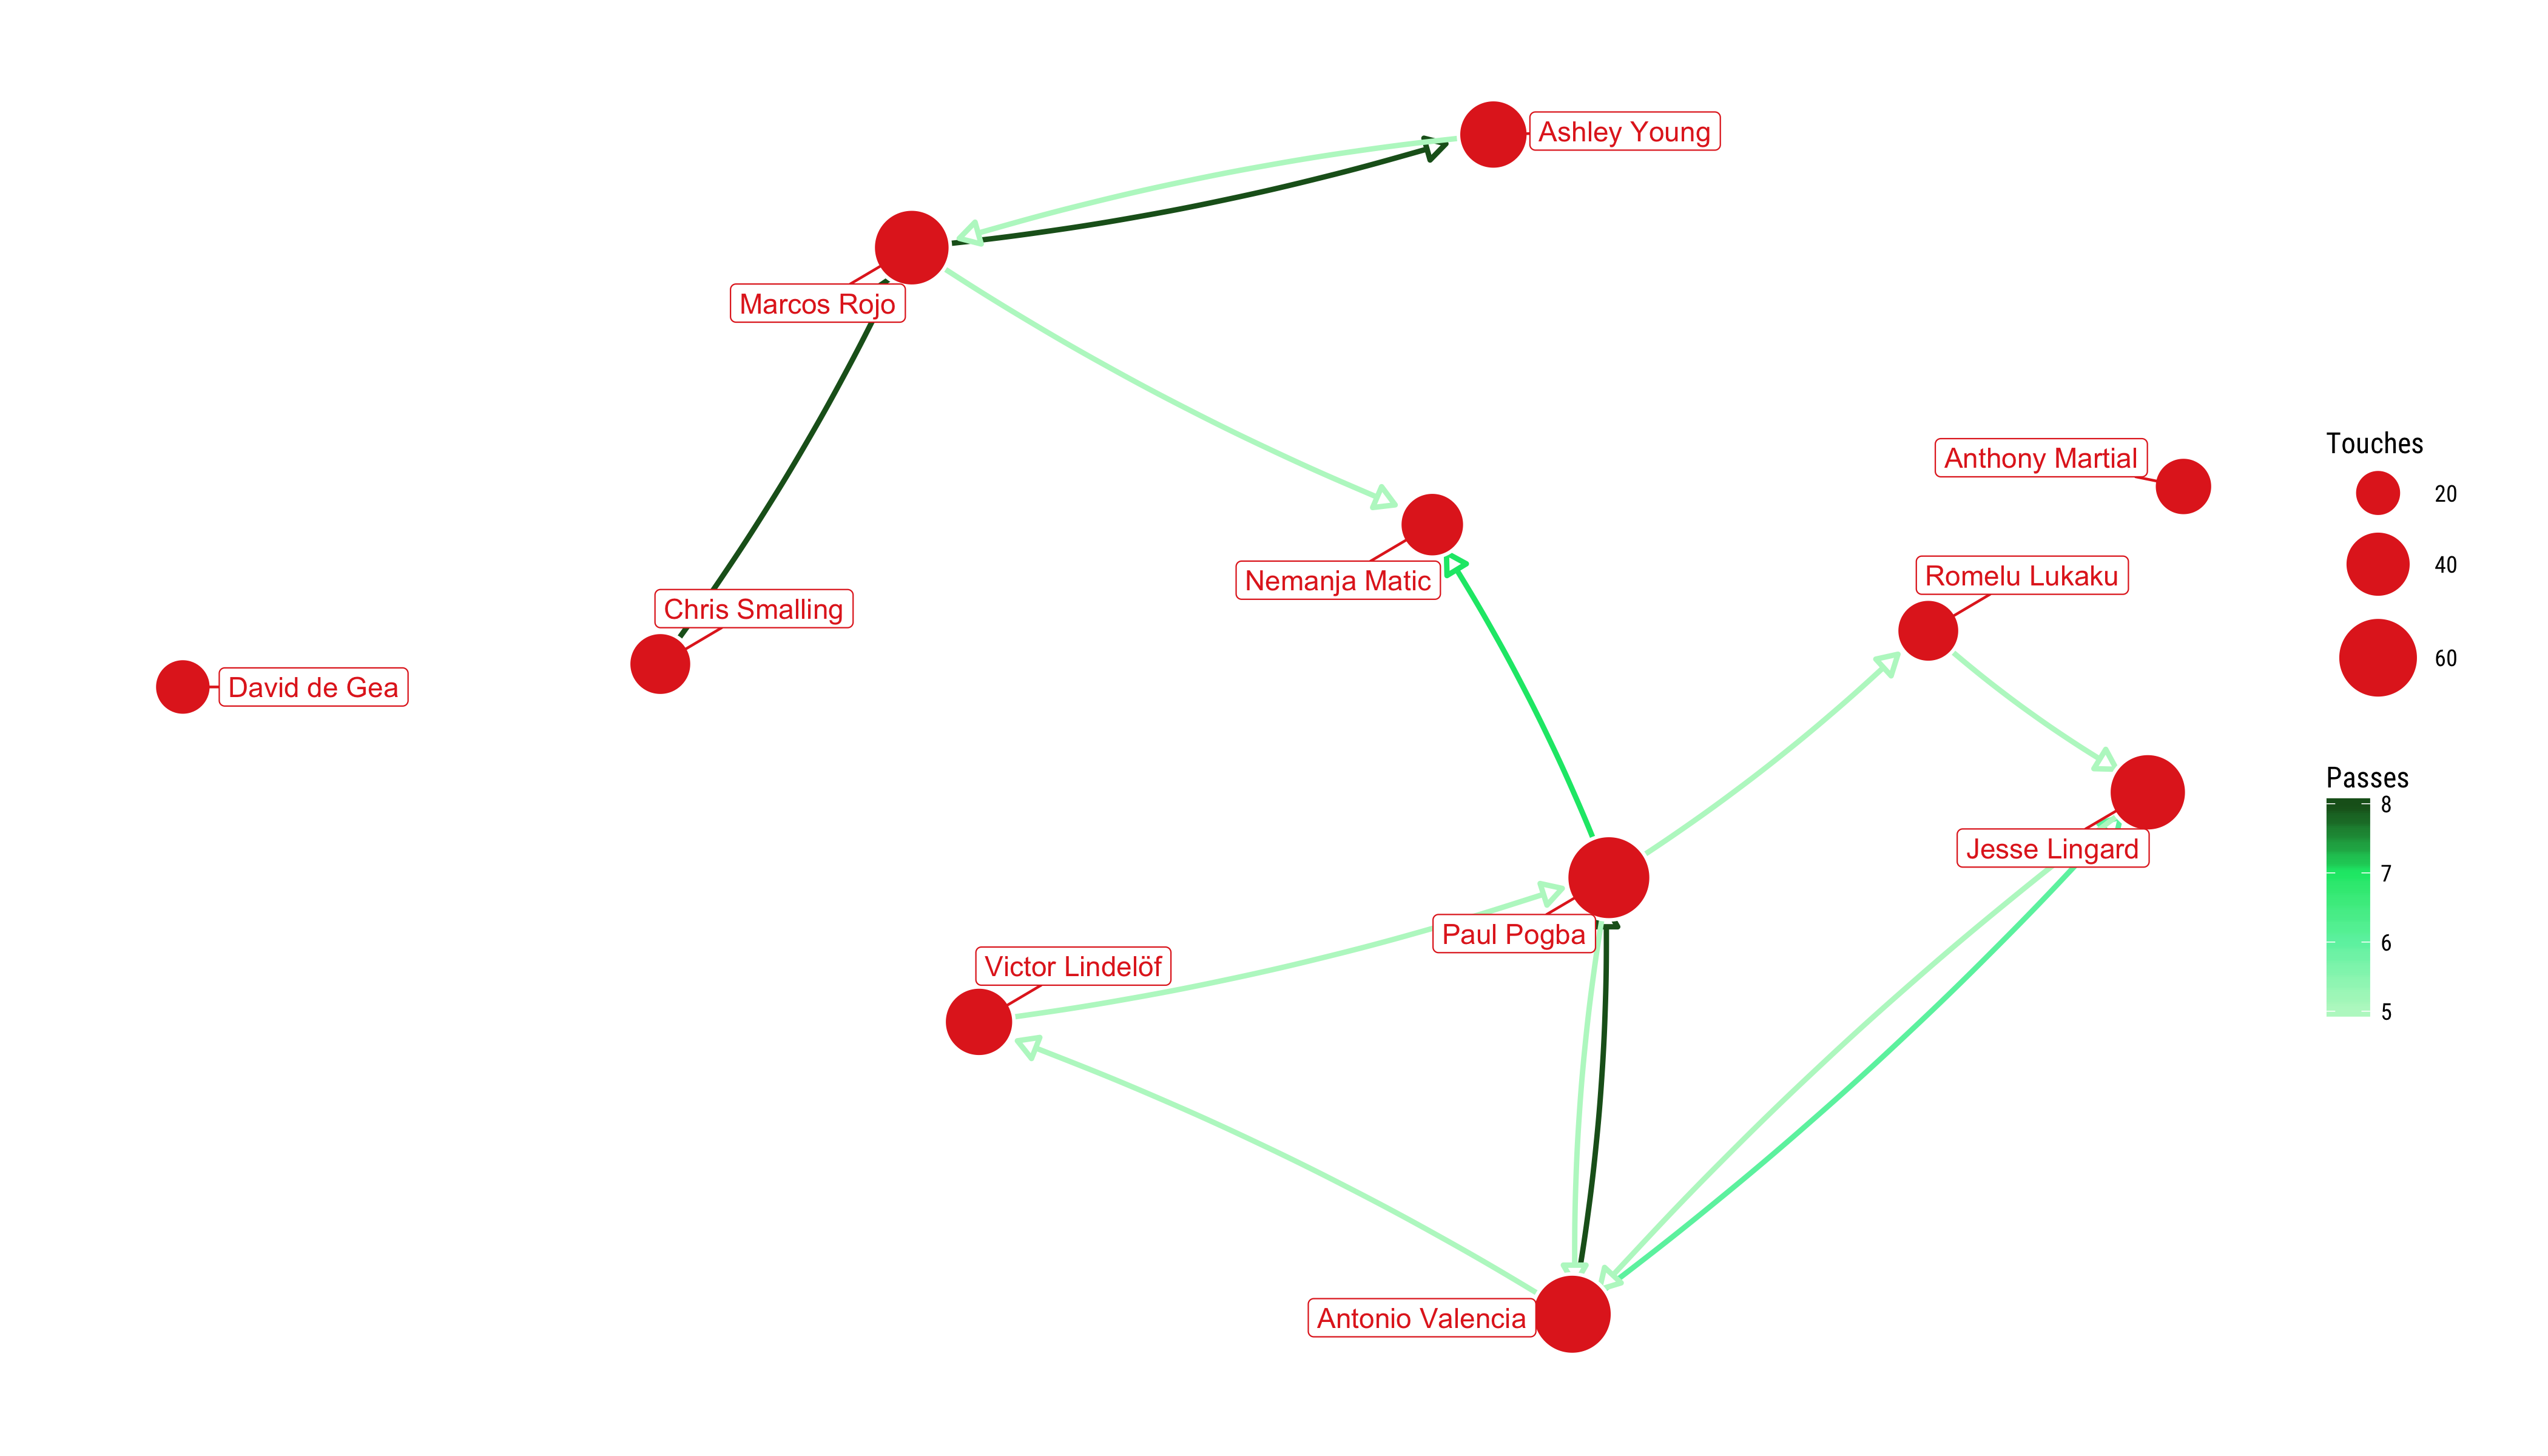 Ashley Young
Marcos Rojo
Anthony Martial
Nemanja Matic
Romelu Lukaku
Chris Smalling
David de Gea
Jesse Lingard
Paul Pogba
Victor Lindelöf
Antonio Valencia
Touches
20
40
60
Passes
8
7
6
5